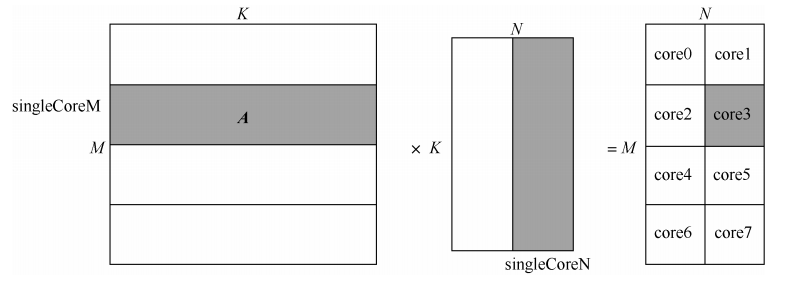 K
singleCoreM
A
M
× K
N
singleCoreN
= M
N
core0 core1
core2 core3
core4 core5
core6 core7